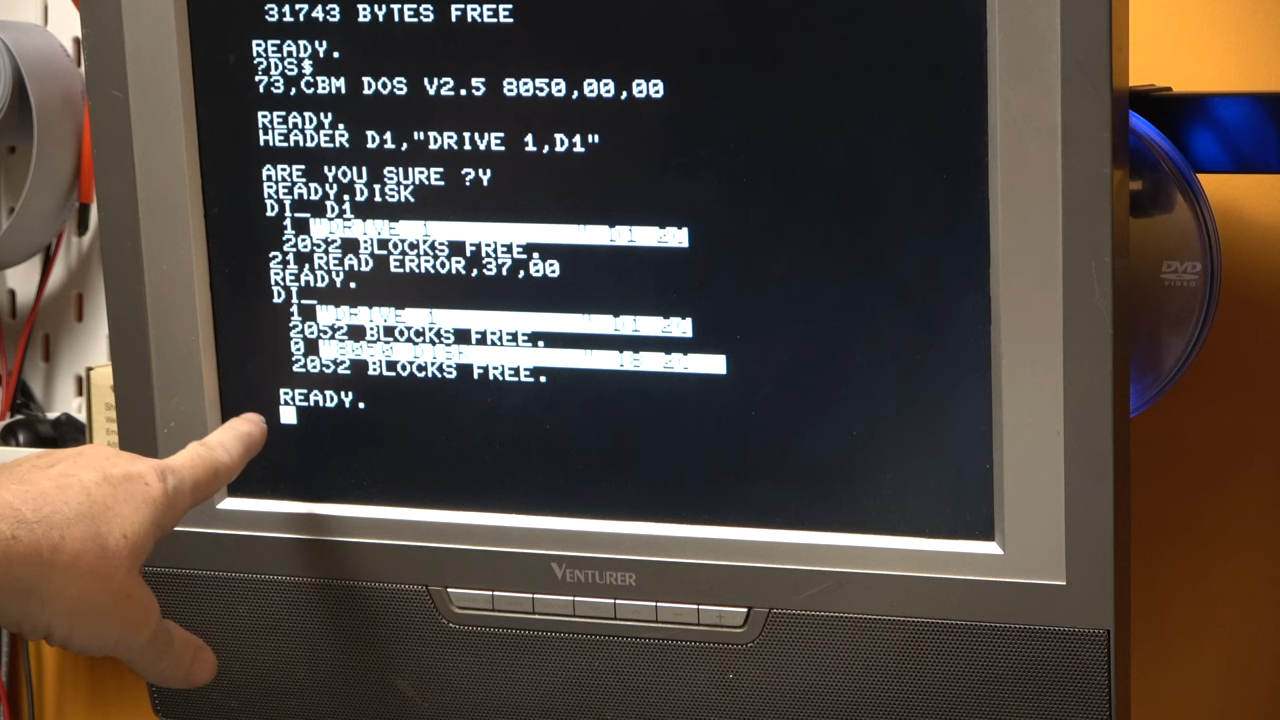 31743 BYTES FREE
READY.
?DS$
73,CBM DOS V2.5 8050,00,00
READY.
HEADER D1,"DRIVE 1,D1"
ARE YOU SURE ?Y
READY.DISK
DI_ D1
1
2052 BLOCKS FREE.
21,READ ERROR,37,00
READY.
DI_
1
2052 BLOCKS FREE.
0
2052 BLOCKS FREE.
READY.
VENTURER
DVD
VIDEO